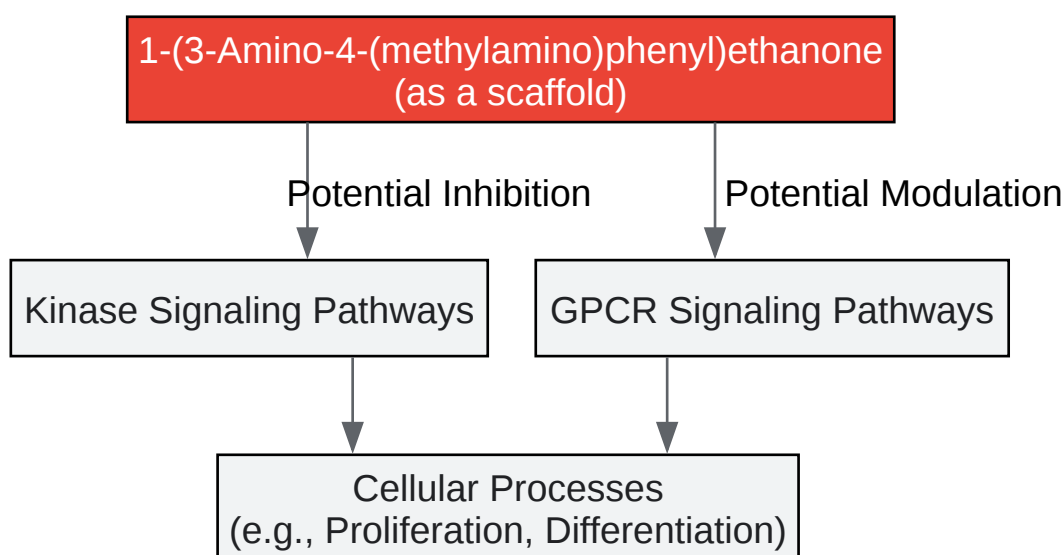 1-(3-Amino-4-(methylamino)phenyl)ethanone
(as a scaffold)
Potential Inhibition
Potential Modulation
Kinase Signaling Pathways
GPCR Signaling Pathways
Cellular Processes
(e.g., Proliferation, Differentiation)